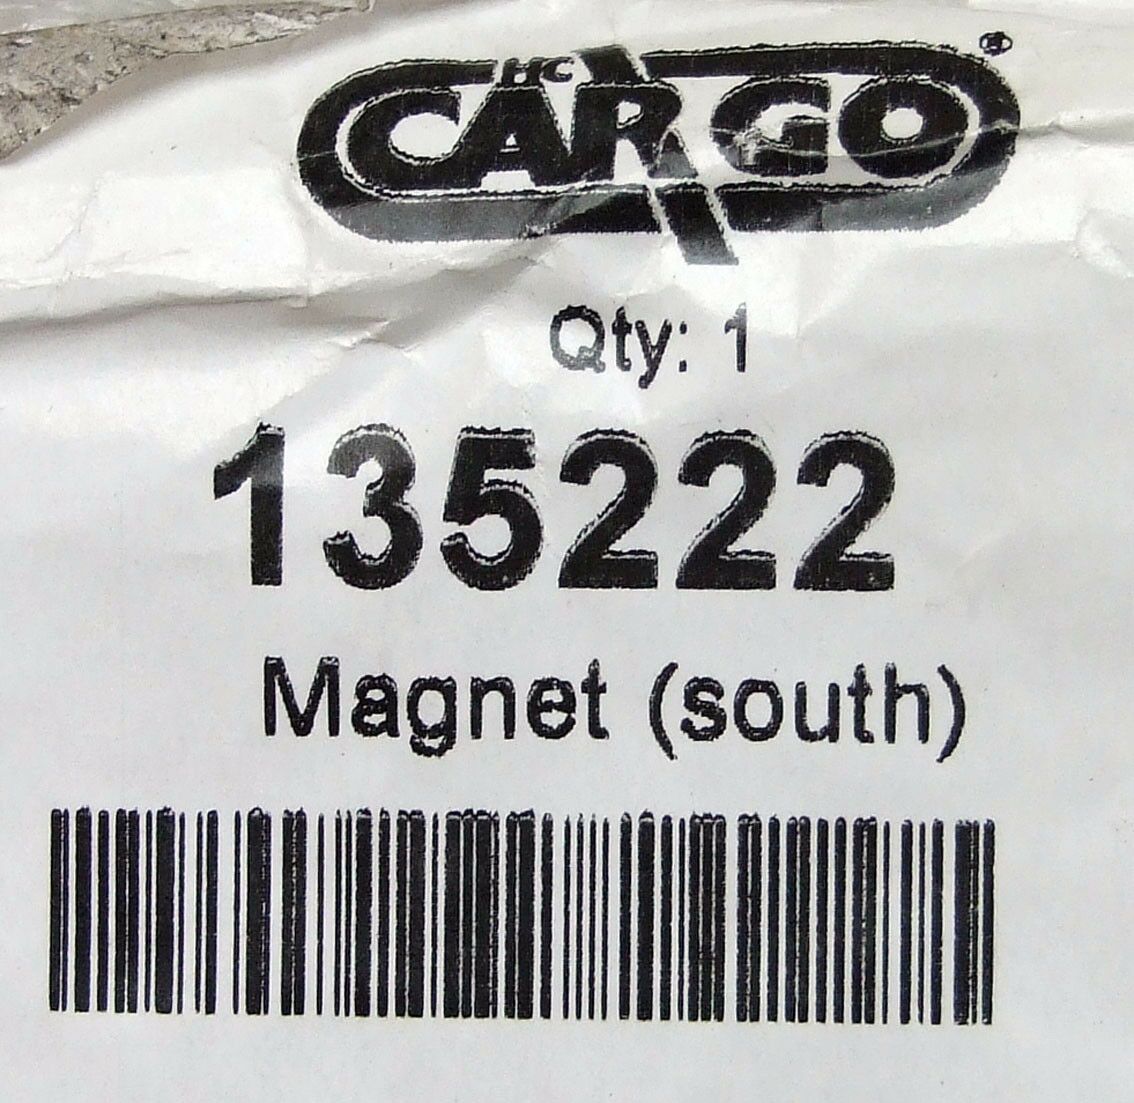 HC
CARGO®
Qty: 1
135222
Magnet (south)